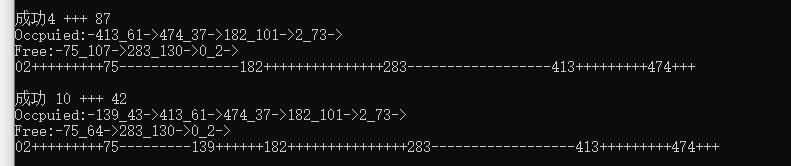 成功4 +++ 87
Occpuied:-413_61->474_37->182_101->2_73->
Free:-75_107->283_130->0_2->
02+++++++++75---------------182+++++++++++++++283------------------413+++++++++474+++
成功 10 +++ 42
Occpuied:-139_43->413_61->474_37->182_101->2_73->
Free:-75_64->283_130->0_2->
02+++++++++75---------139++++++182+++++++++++++++283------------------413+++++++++474+++